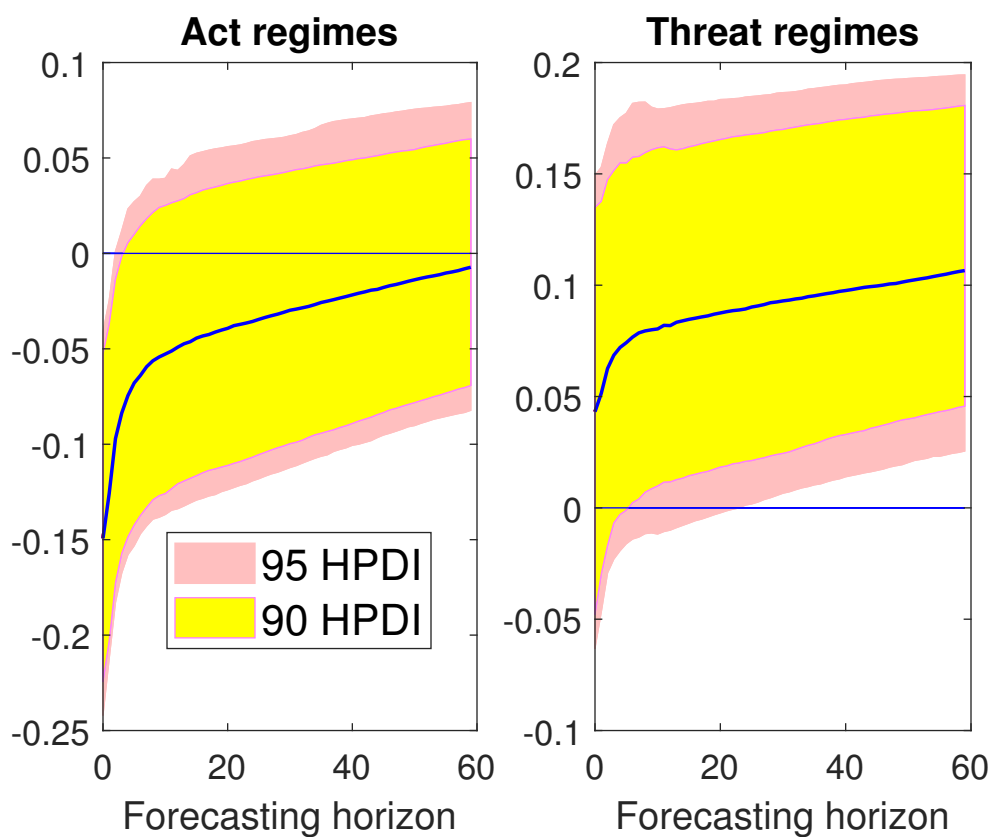 Act regimes
0.1
0.05
0
-0.05
-0.1
-0.15
-0.2
-0.25
95 HPDI
90 HPDI
0 20 40 60
Forecasting horizon
Threat regimes
0.2
0.15
0.1
0.05
0
-0.05
-0.1
0 20 40 60
Forecasting horizon